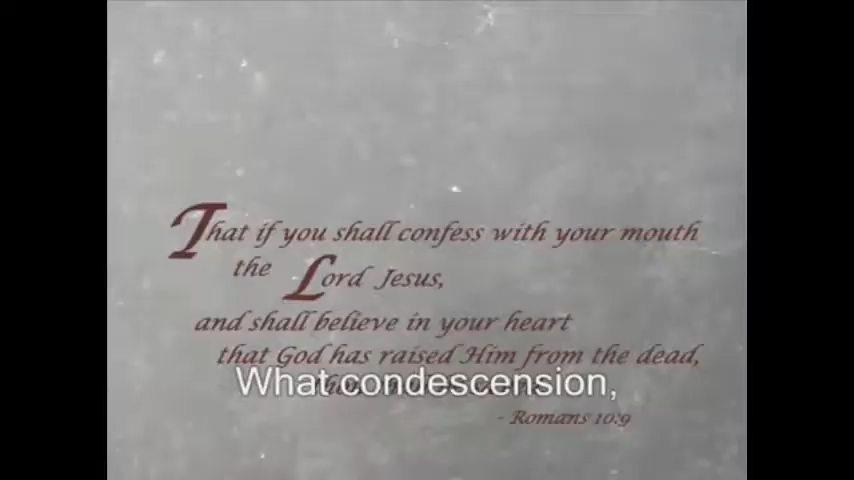 That if you shall confess with your mouth
the Lord Jesus,
and shall believe in your heart
that God has raised Him from the dead,
What condescension,
- Romans 10:9